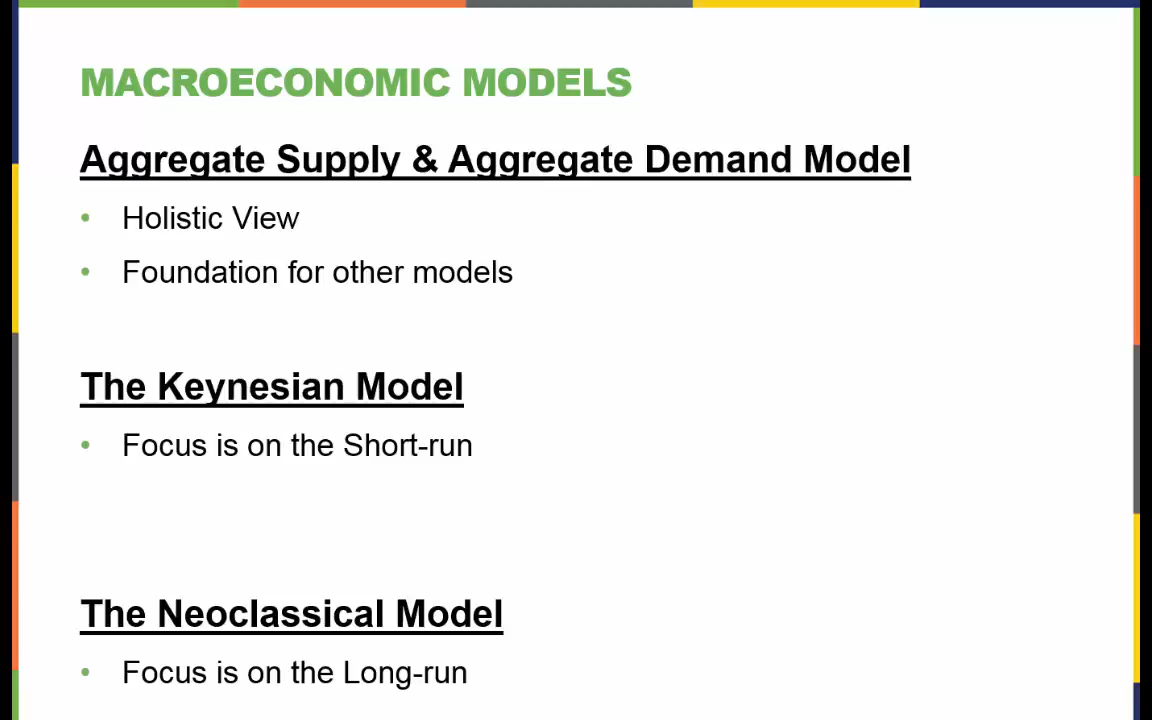 MACROECONOMIC MODELS
Aggregate Supply & Aggregate Demand Model
• Holistic View
• Foundation for other models
The Keynesian Model
• Focus is on the Short-run
The Neoclassical Model
• Focus is on the Long-run